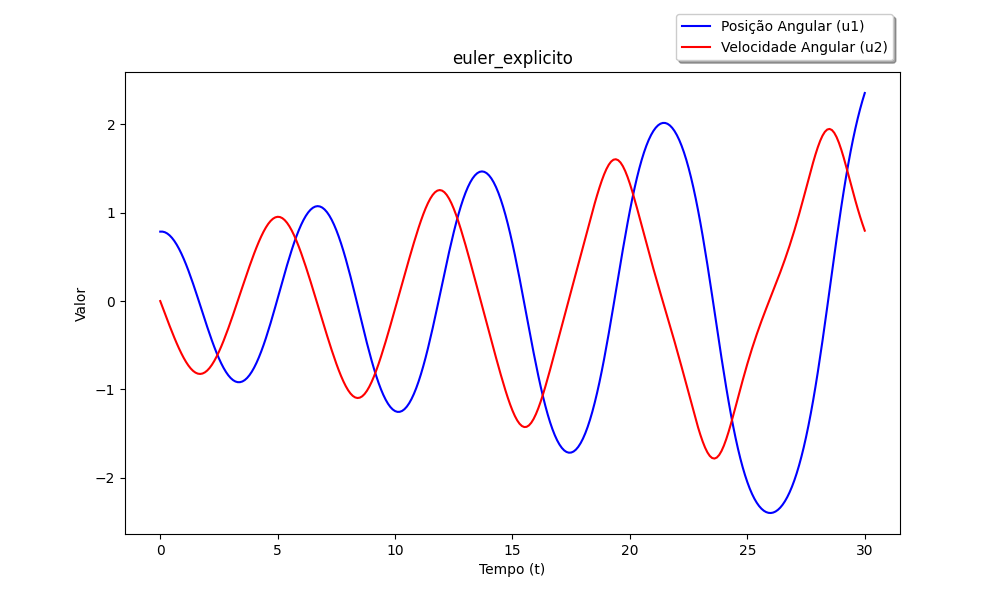 Posição Angular (u1)
Velocidade Angular (u2)
euler_explicito
Valor
2
1
0
−1
−2
0 5 10 15 20 25 30
Tempo (t)